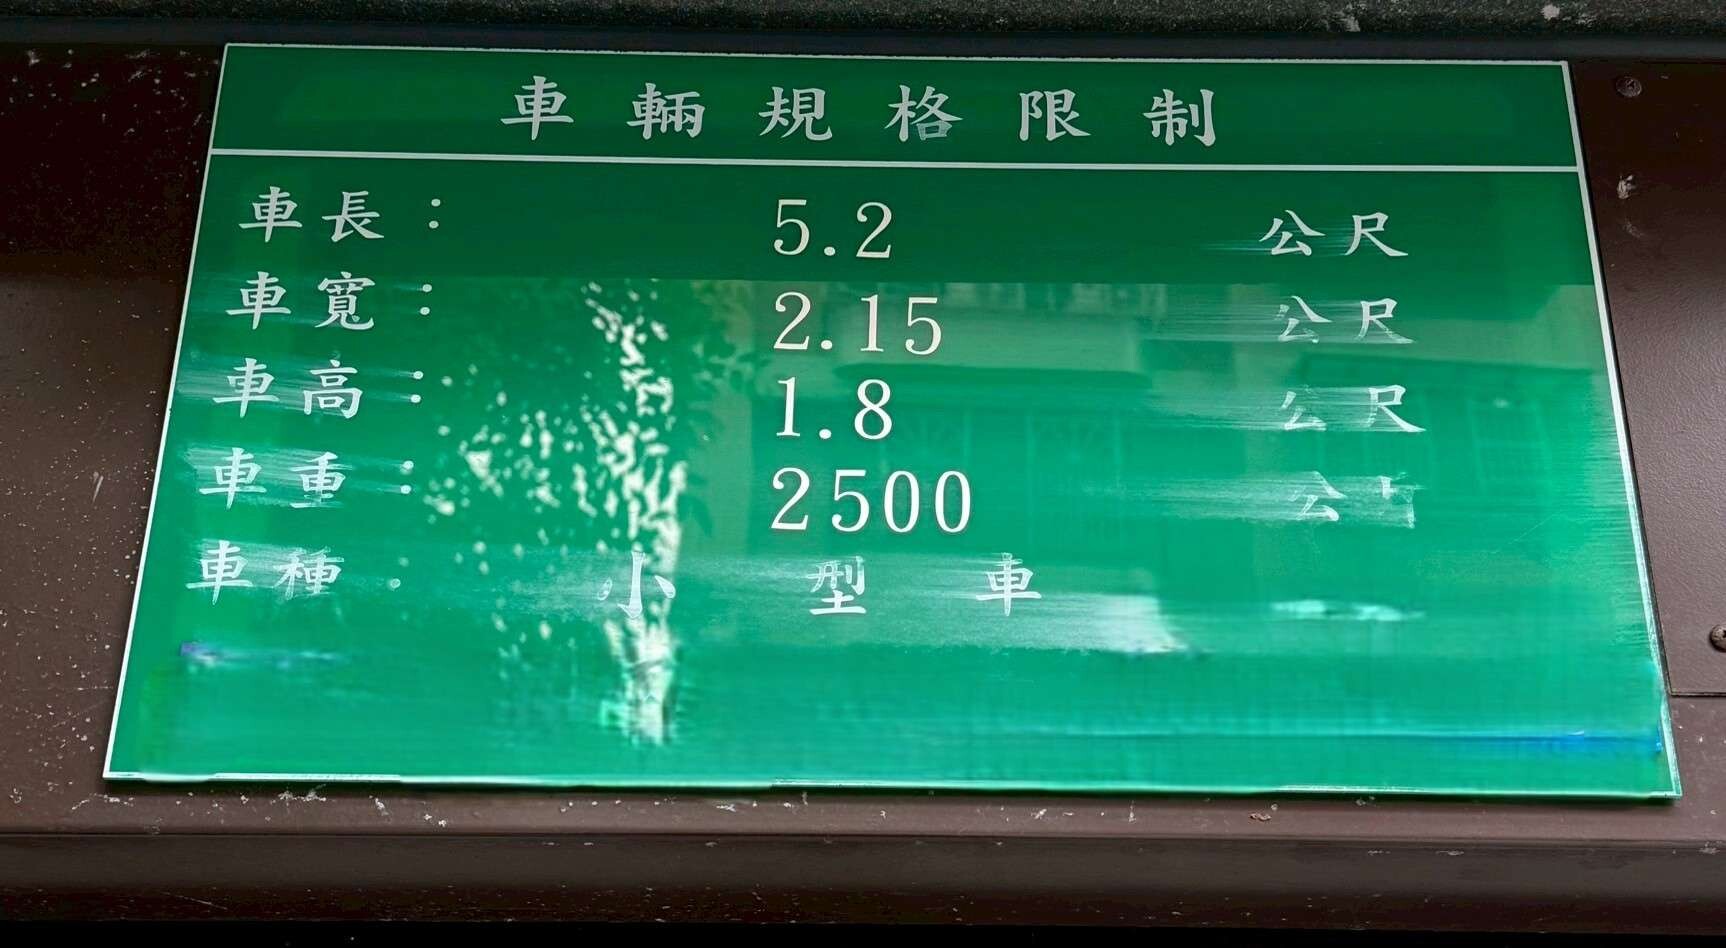 車輛規格限制
車長： 5.2 公尺
車寬： 2.15 公尺
車高： 1.8 公尺
車重： 2500 公
車種： 小型車